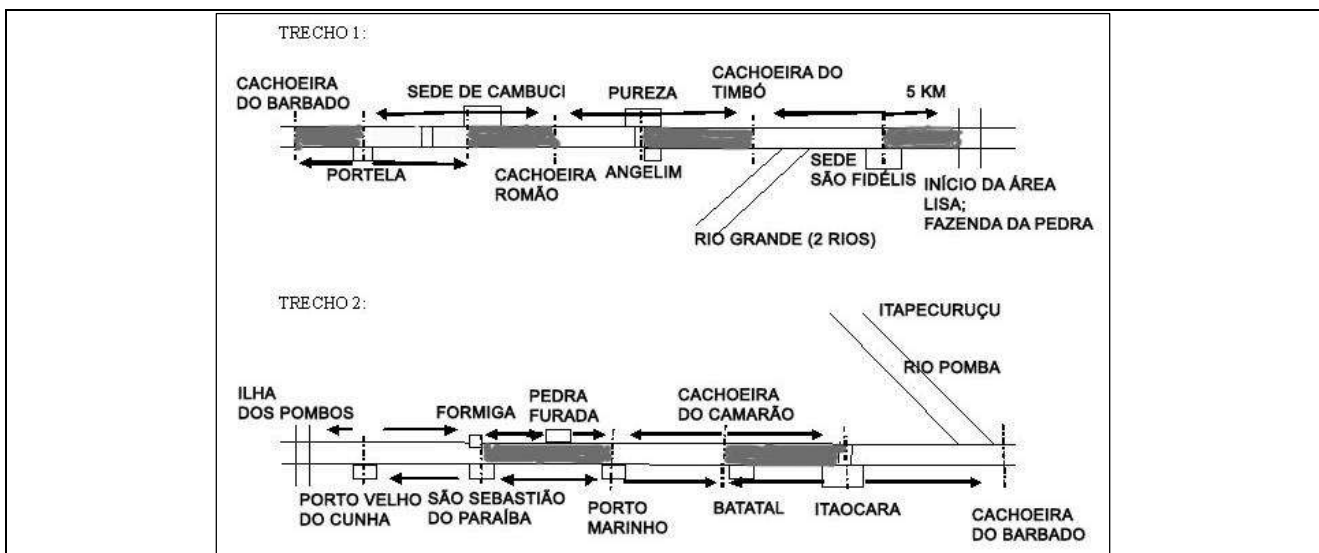 TRECHO 1:
CACHOEIRA
DO BARBADO
SEDE DE CAMBUCI
PUREZA
CACHOEIRA DO
TIMBÓ
5 KM
PORTELA
CACHOEIRA
ROMÃO
ANGELIM
SEDE
SÃO FIDÉLIS
INÍCIO DA ÁREA
LISA;
FAZENDA DA PEDRA
RIO GRANDE (2 RIOS)
TRECHO 2:
ITAPECURUÇU
RIO POMBA
ILHA
DOS POMBOS
FORMIGA
PEDRA
FURADA
CACHOEIRA
DO CAMARÃO
PORTO VELHO
DO CUNHA
SÃO SEBASTIÃO
DO PARAÍBA
PORTO
MARINHO
BATATAL
ITAOCARA
CACHOEIRA
DO BARBADO